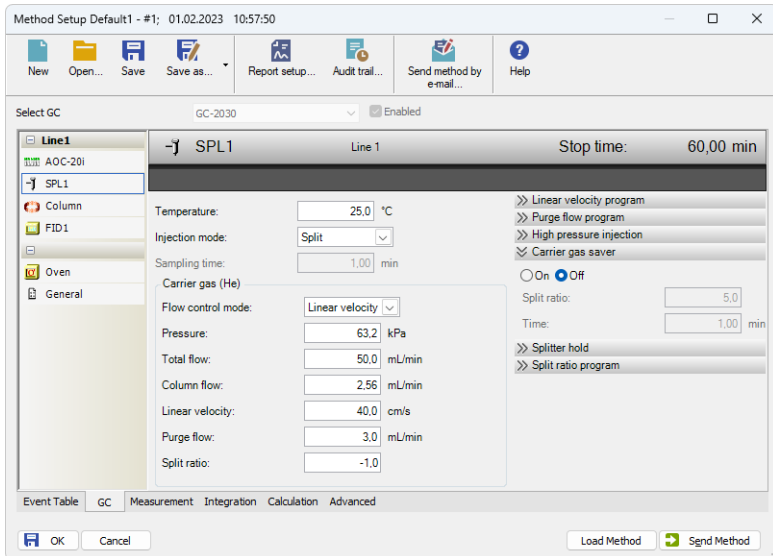 Method Setup Default1 - #1; 01.02.2023 10:57:50
New Open... Save Save as... Report setup... Audit trail... Send method by e-mail... Help
Select GC GC-2030 Enabled
Line1
AOC-20i
SPL1
Column
FID1
Oven
General
SPL1 Line 1 Stop time: 60,00 min
Temperature: 25,0 °C
Injection mode: Split
Sampling time: 1,00 min
Carrier gas (He)
Flow control mode: Linear velocity
Pressure: 63,2 kPa
Total flow: 50,0 mL/min
Column flow: 2,56 mL/min
Linear velocity: 40,0 cm/s
Purge flow: 3,0 mL/min
Split ratio: -1,0
Linear velocity program
Purge flow program
High pressure injection
Carrier gas saver
On Off
Split ratio: 5,0
Time: 1,00 min
Splitter hold
Split ratio program
Event Table GC Measurement Integration Calculation Advanced
OK Cancel Load Method Send Method